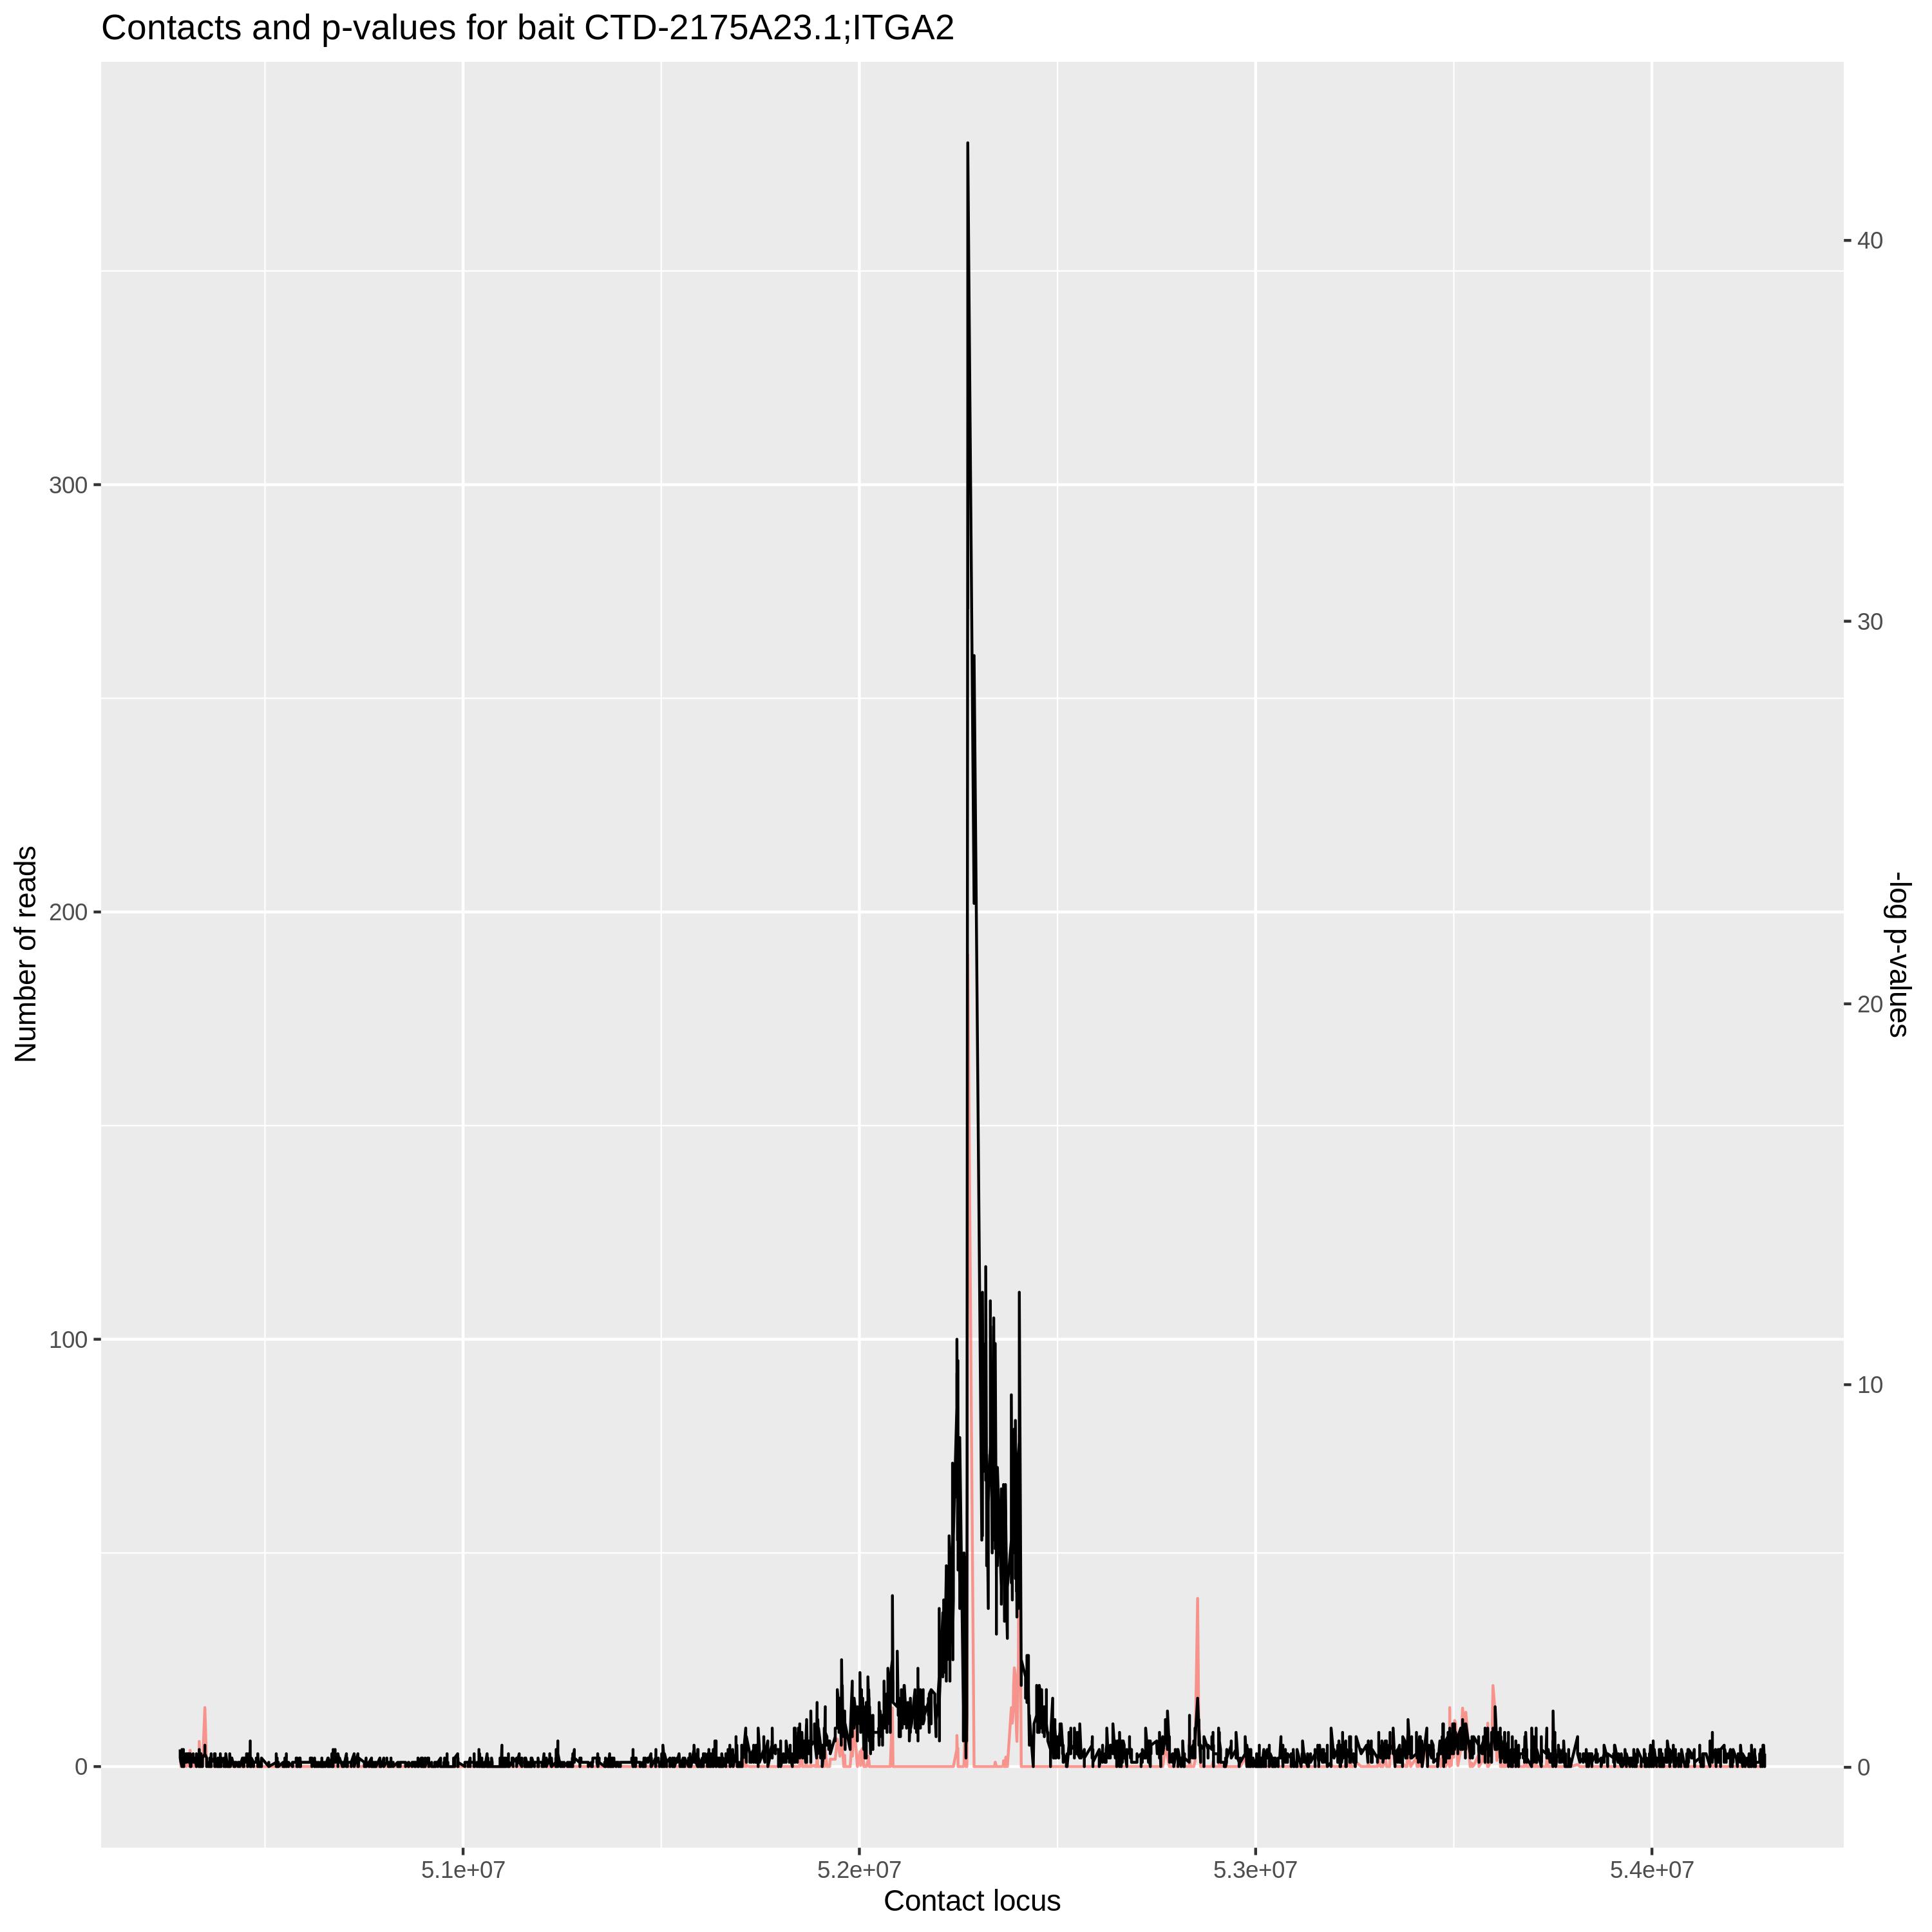 Contacts and p-values for bait CTD-2175A23.1;ITGA2
Number of reads
300
200
100
0
40
30
20
10
0
-log p-values
5.1e+07
5.2e+07
5.3e+07
5.4e+07
Contact locus